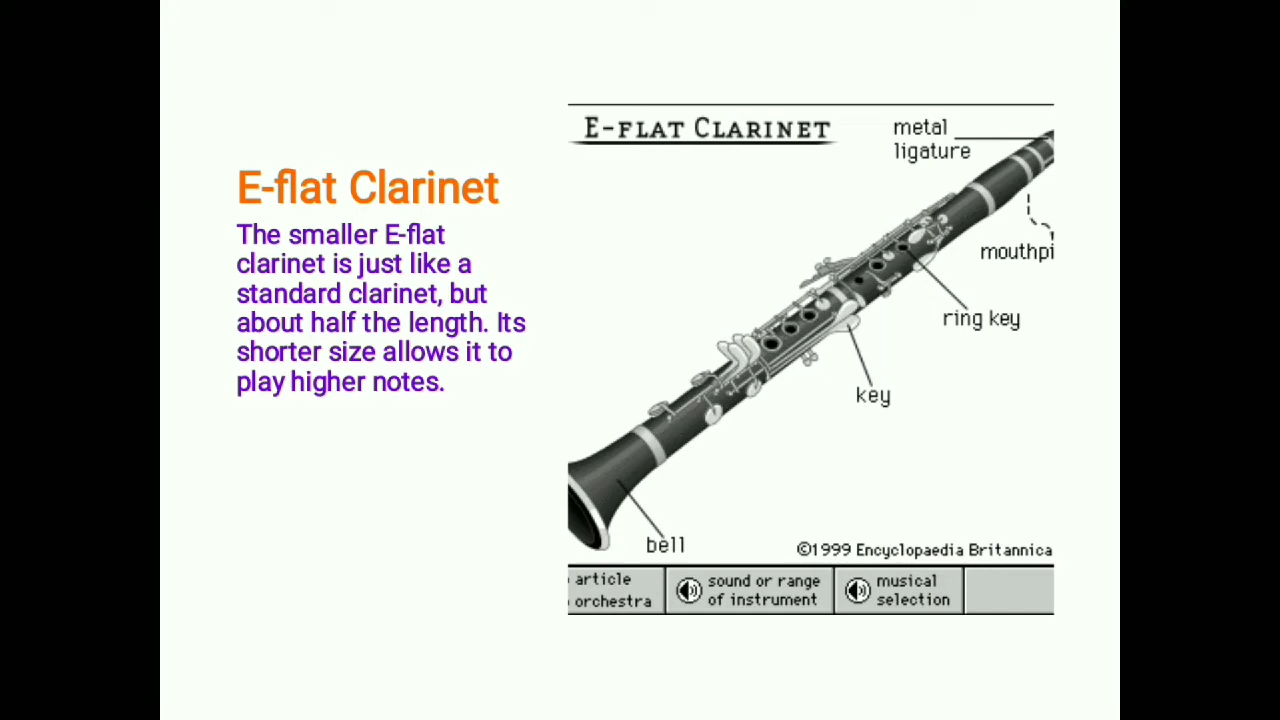 E-flat Clarinet
The smaller E-flat
clarinet is just like a
standard clarinet, but
about half the length. Its
shorter size allows it to
play higher notes.
E-FLAT CLARINET
metal
ligature
mouthpi
ring key
key
bell
©1999 Encyclopaedia Britannica
article
orchestra
sound or range
of instrument
musical
selection